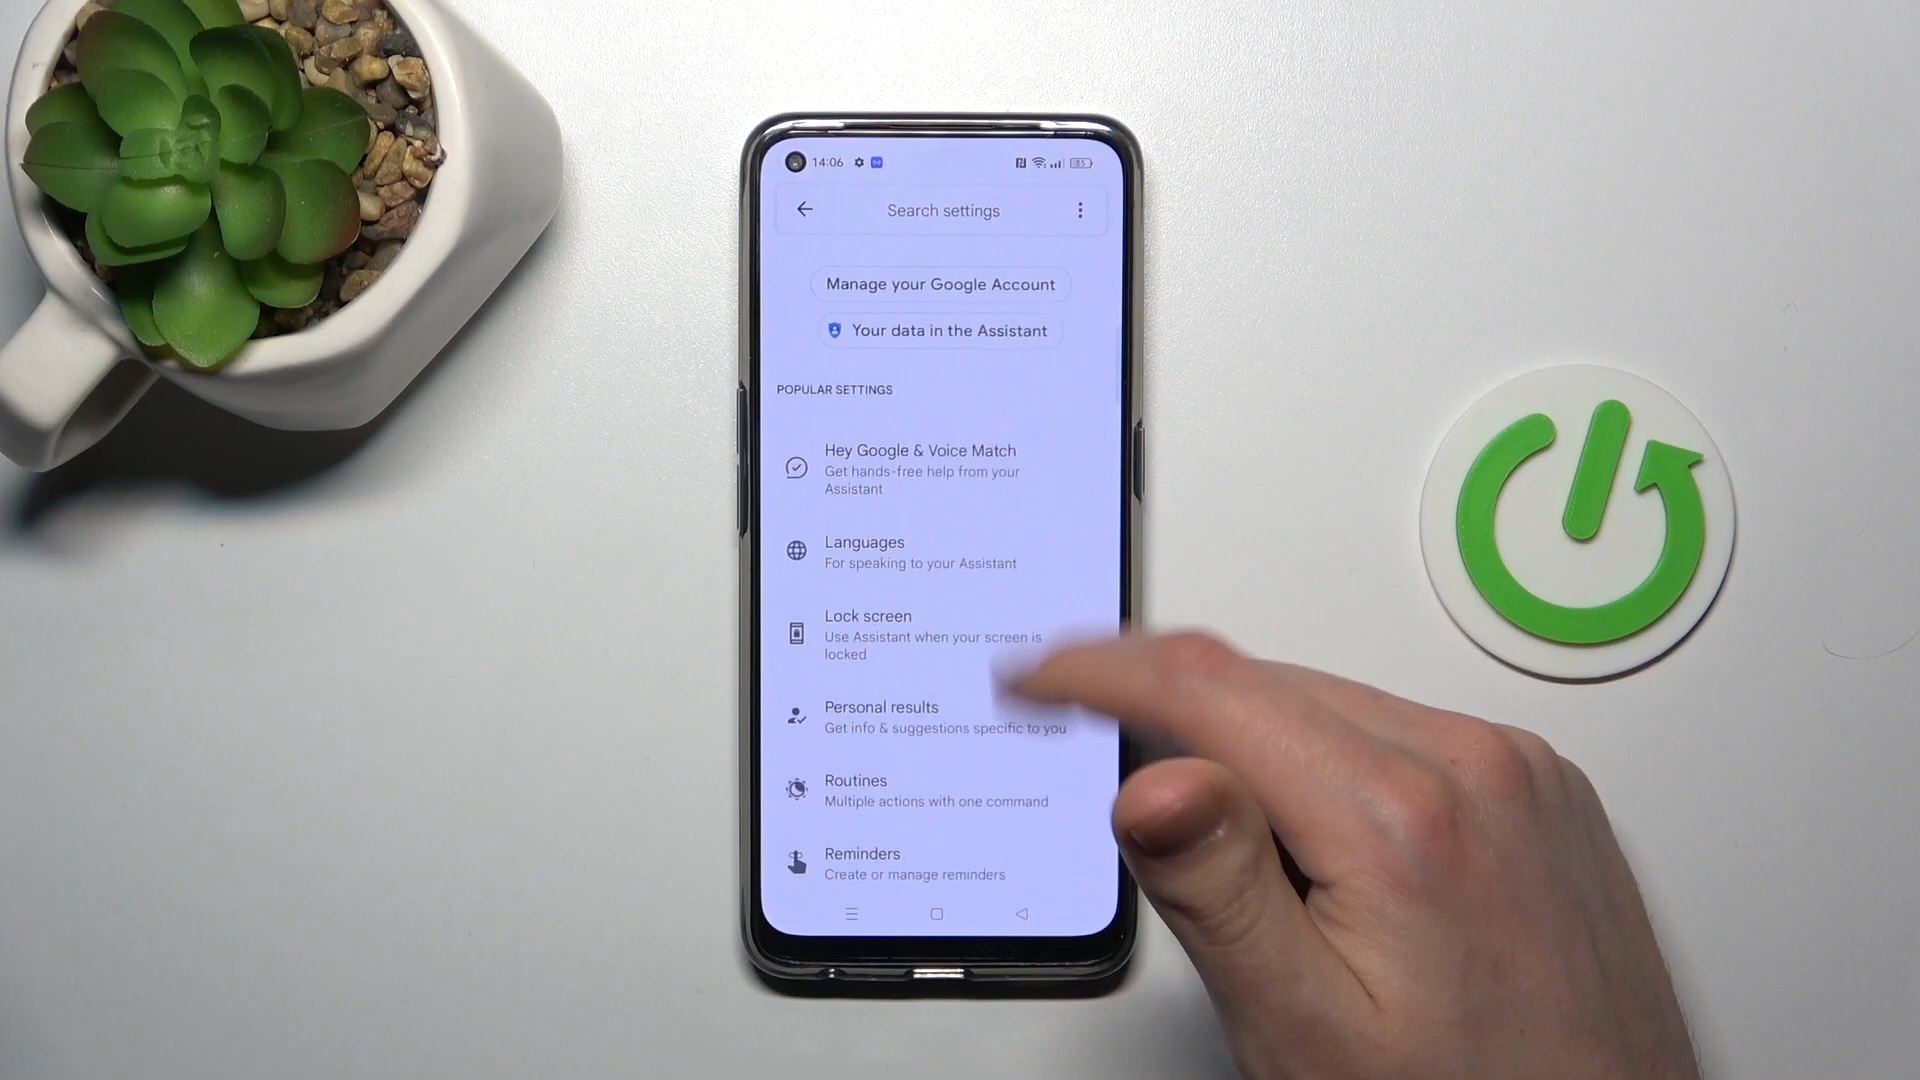 14:06
Search settings
Manage your Google Account
Your data in the Assistant
POPULAR SETTINGS
Hey Google & Voice Match
Get hands-free help from your
Assistant
Languages
For speaking to your Assistant
Lock screen
Use Assistant when your screen is
locked
Personal results
Get info & suggestions specific to you
Routines
Multiple actions with one command
Reminders
Create or manage reminders